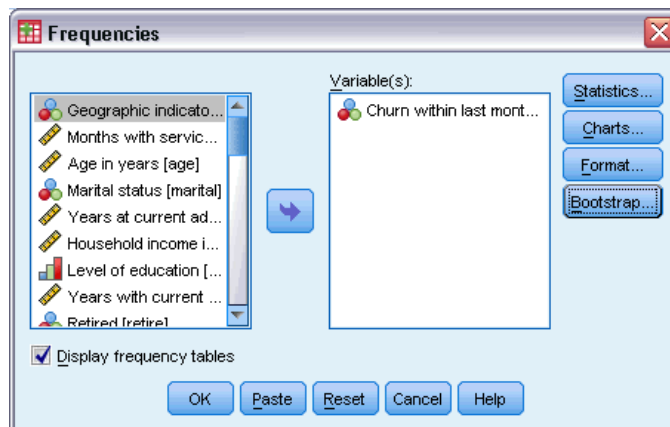 Frequencies
Variable(s):
Geographic indicato...
Months with servic...
Age in years [age]
Marital status [marital]
Years at current ad...
Household income i...
Level of education [...
Years with current ...
Retired [retire]
Churn within last mont...
Statistics...
Charts...
Format...
Bootstrap...
Display frequency tables
OK
Paste
Reset
Cancel
Help